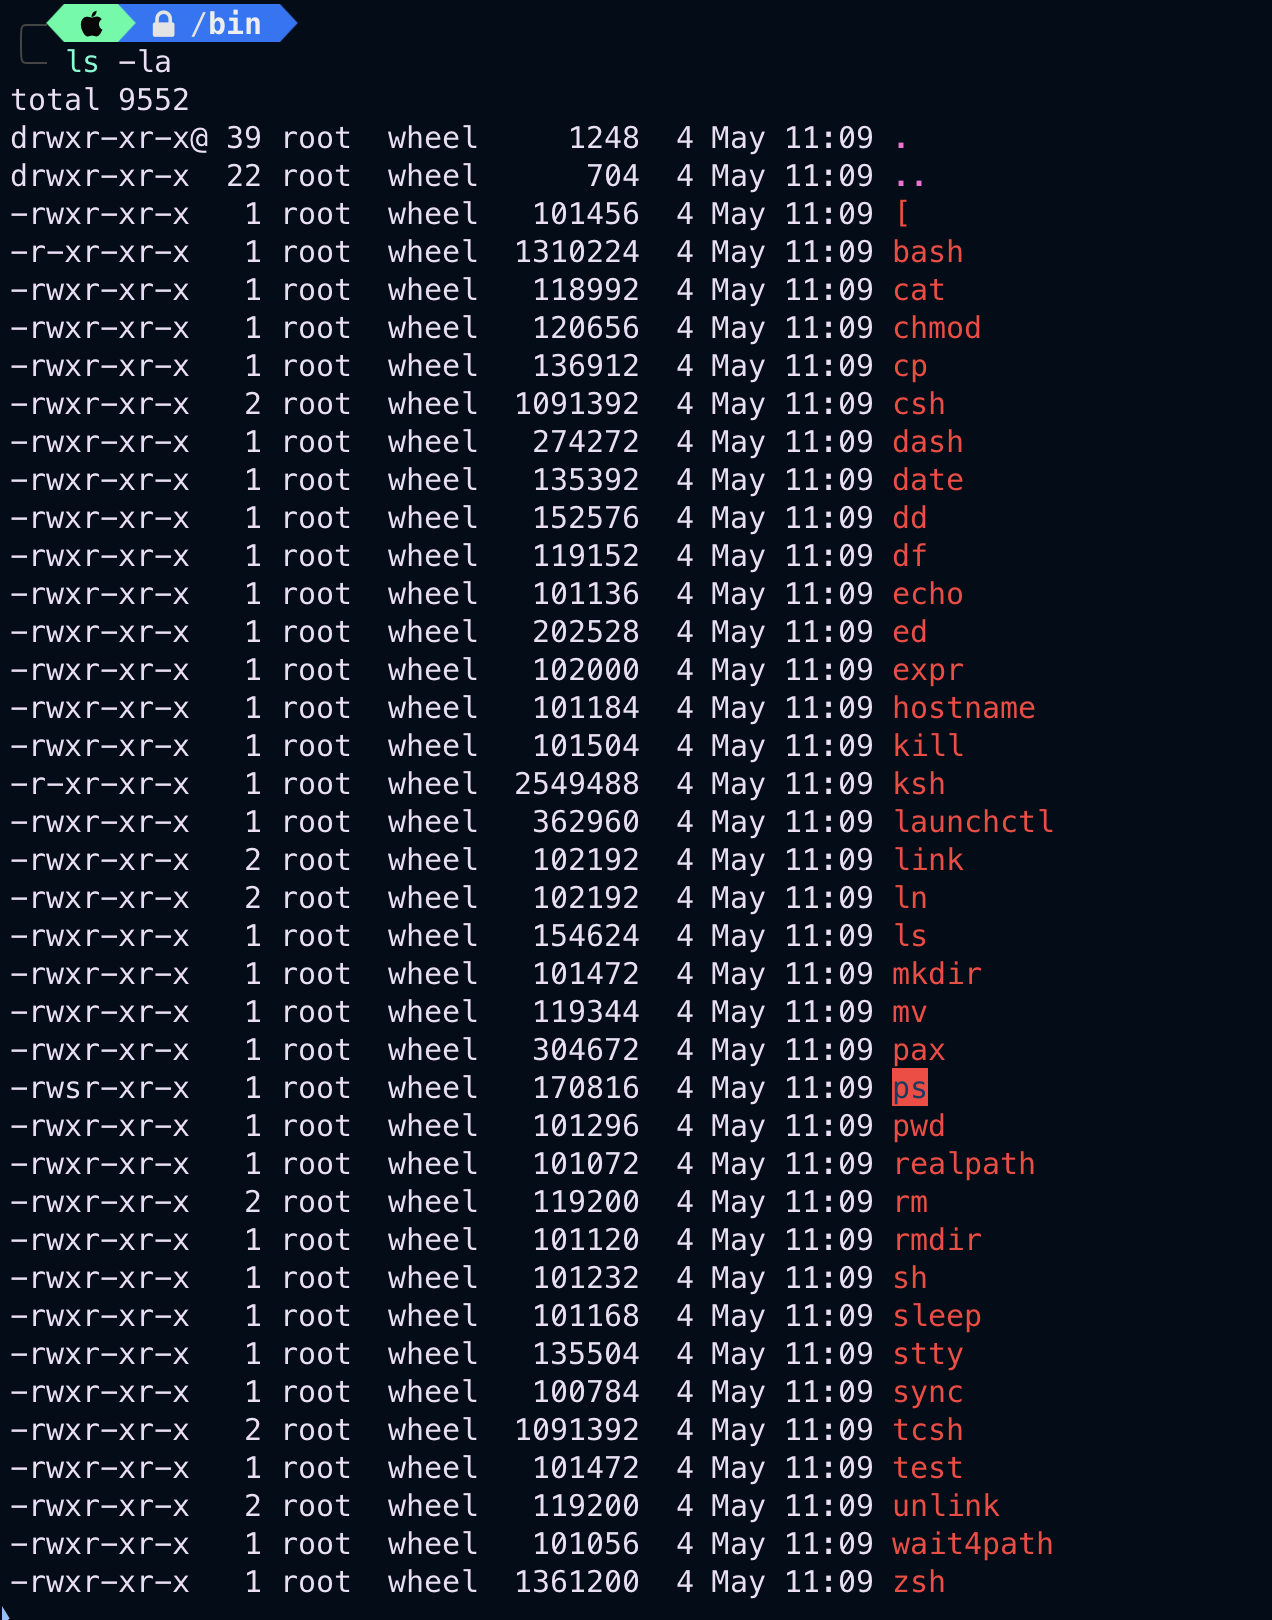 /bin
ls -la
total 9552
drwxr-xr-x@ 39 root  wheel     1248  4 May 11:09 .
drwxr-xr-x  22 root  wheel      704  4 May 11:09 ..
-rwxr-xr-x   1 root  wheel   101456  4 May 11:09 [
-r-xr-xr-x   1 root  wheel  1310224  4 May 11:09 bash
-rwxr-xr-x   1 root  wheel   118992  4 May 11:09 cat
-rwxr-xr-x   1 root  wheel   120656  4 May 11:09 chmod
-rwxr-xr-x   1 root  wheel   136912  4 May 11:09 cp
-rwxr-xr-x   2 root  wheel  1091392  4 May 11:09 csh
-rwxr-xr-x   1 root  wheel   274272  4 May 11:09 dash
-rwxr-xr-x   1 root  wheel   135392  4 May 11:09 date
-rwxr-xr-x   1 root  wheel   152576  4 May 11:09 dd
-rwxr-xr-x   1 root  wheel   119152  4 May 11:09 df
-rwxr-xr-x   1 root  wheel   101136  4 May 11:09 echo
-rwxr-xr-x   1 root  wheel   202528  4 May 11:09 ed
-rwxr-xr-x   1 root  wheel   102000  4 May 11:09 expr
-rwxr-xr-x   1 root  wheel   101184  4 May 11:09 hostname
-rwxr-xr-x   1 root  wheel   101504  4 May 11:09 kill
-r-xr-xr-x   1 root  wheel  2549488  4 May 11:09 ksh
-rwxr-xr-x   1 root  wheel   362960  4 May 11:09 launchctl
-rwxr-xr-x   2 root  wheel   102192  4 May 11:09 link
-rwxr-xr-x   2 root  wheel   102192  4 May 11:09 ln
-rwxr-xr-x   1 root  wheel   154624  4 May 11:09 ls
-rwxr-xr-x   1 root  wheel   101472  4 May 11:09 mkdir
-rwxr-xr-x   1 root  wheel   119344  4 May 11:09 mv
-rwxr-xr-x   1 root  wheel   304672  4 May 11:09 pax
-rwsr-xr-x   1 root  wheel   170816  4 May 11:09 ps
-rwxr-xr-x   1 root  wheel   101296  4 May 11:09 pwd
-rwxr-xr-x   1 root  wheel   101072  4 May 11:09 realpath
-rwxr-xr-x   2 root  wheel   119200  4 May 11:09 rm
-rwxr-xr-x   1 root  wheel   101120  4 May 11:09 rmdir
-rwxr-xr-x   1 root  wheel   101232  4 May 11:09 sh
-rwxr-xr-x   1 root  wheel   101168  4 May 11:09 sleep
-rwxr-xr-x   1 root  wheel   135504  4 May 11:09 stty
-rwxr-xr-x   1 root  wheel   100784  4 May 11:09 sync
-rwxr-xr-x   2 root  wheel  1091392  4 May 11:09 tcsh
-rwxr-xr-x   1 root  wheel   101472  4 May 11:09 test
-rwxr-xr-x   2 root  wheel   119200  4 May 11:09 unlink
-rwxr-xr-x   1 root  wheel   101056  4 May 11:09 wait4path
-rwxr-xr-x   1 root  wheel  1361200  4 May 11:09 zsh